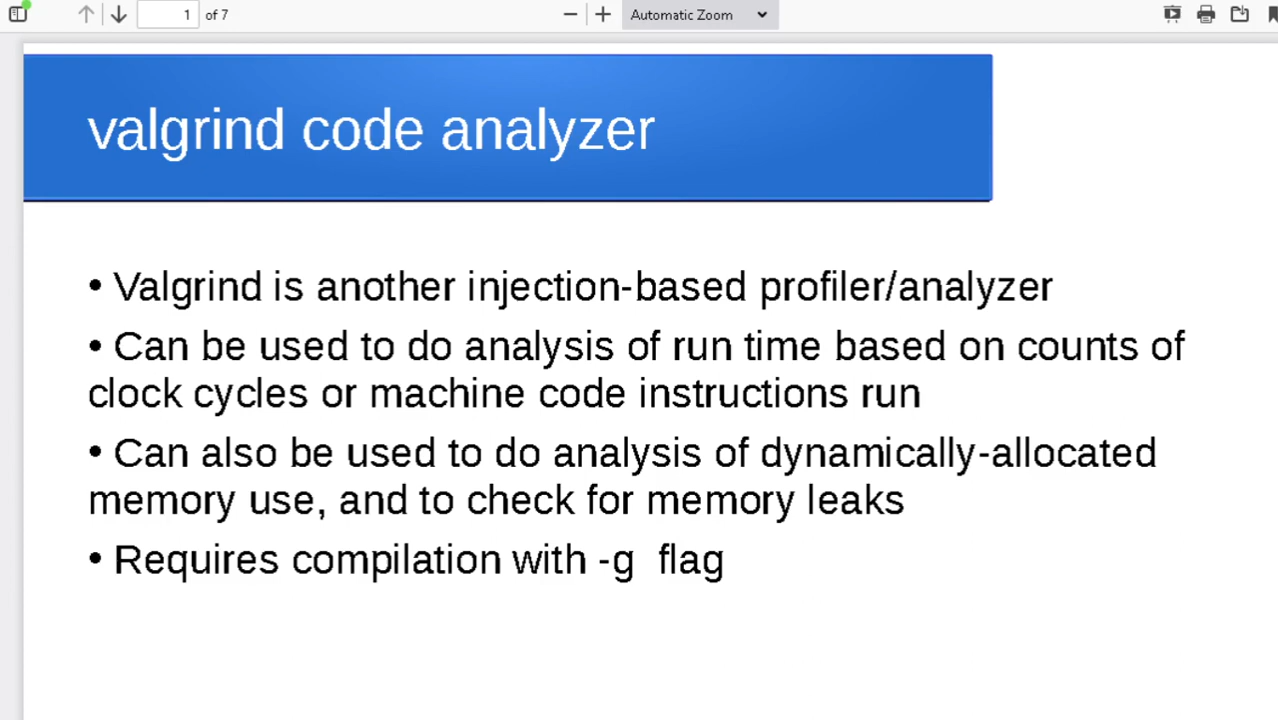 1 of 7
Automatic Zoom
valgrind code analyzer
• Valgrind is another injection-based profiler/analyzer
• Can be used to do analysis of run time based on counts of
clock cycles or machine code instructions run
• Can also be used to do analysis of dynamically-allocated
memory use, and to check for memory leaks
• Requires compilation with -g  flag